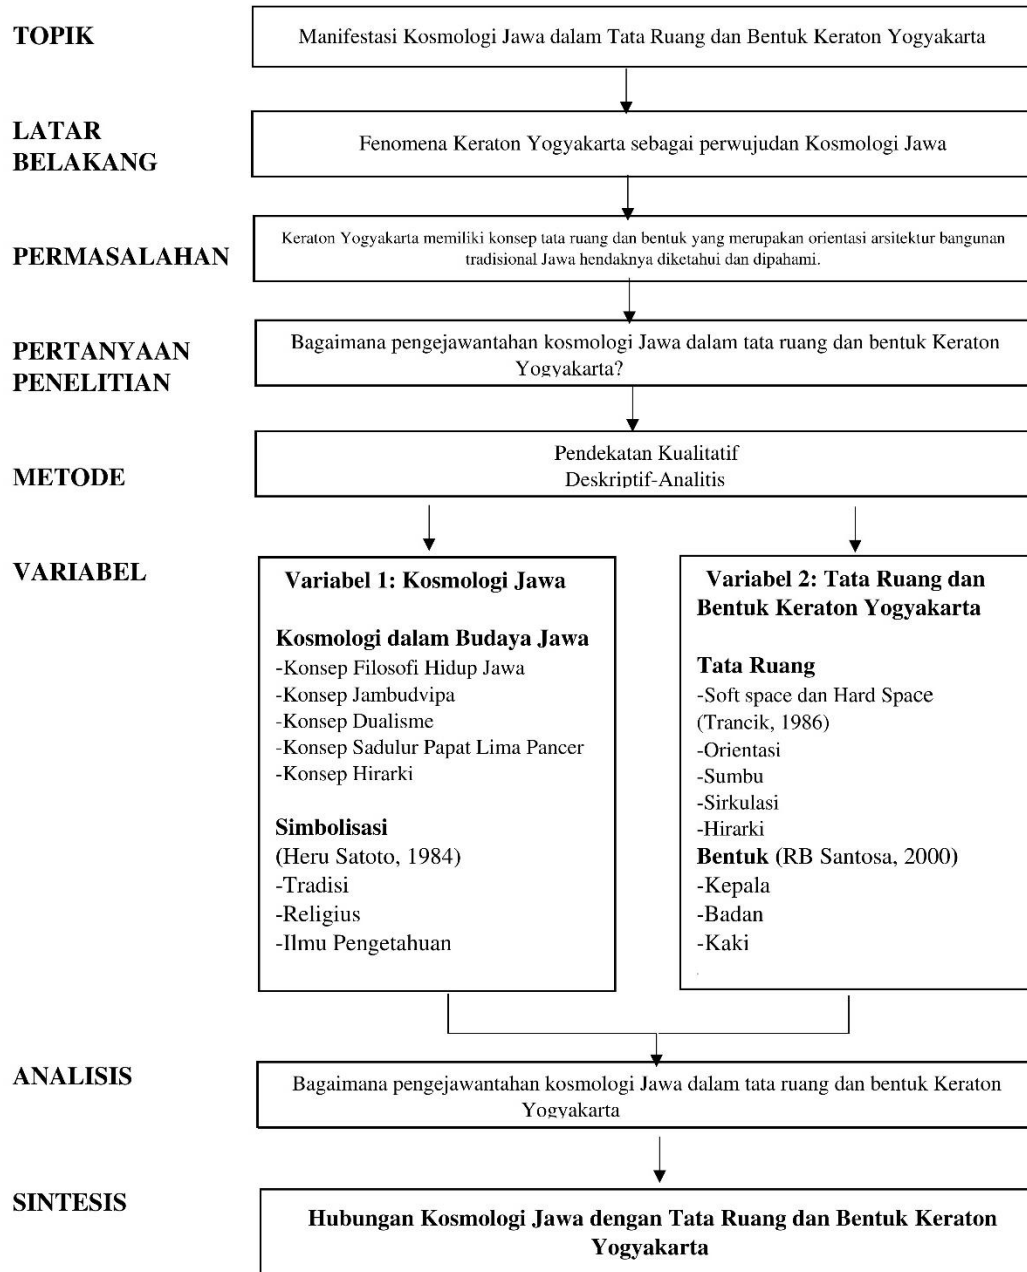 TOPIK
Manifestasi Kosmologi Jawa dalam Tata Ruang dan Bentuk Keraton Yogyakarta
LATAR
BELAKANG
Fenomena Keraton Yogyakarta sebagai perwujudan Kosmologi Jawa
PERMASALAHAN
Keraton Yogyakarta memiliki konsep tata ruang dan bentuk yang merupakan orientasi arsitektur bangunan
tradisional Jawa hendaknya diketahui dan dipahami.
PERTANYAAN
PENELITIAN
Bagaimana pengejawantahan kosmologi Jawa dalam tata ruang dan bentuk Keraton
Yogyakarta?
METODE
Pendekatan Kualitatif
Deskriptif-Analitis
VARIABEL
Variabel 1: Kosmologi Jawa
Kosmologi dalam Budaya Jawa
-Konsep Filosofi Hidup Jawa
-Konsep Jambudvipa
-Konsep Dualisme
-Konsep Sadulur Papat Lima Pancer
-Konsep Hirarki
Simbolisasi
(Heru Satoto, 1984)
-Tradisi
-Religius
-Ilmu Pengetahuan
Variabel 2: Tata Ruang dan
Bentuk Keraton Yogyakarta
Tata Ruang
-Soft space dan Hard Space
(Trancik, 1986)
-Orientasi
-Sumbu
-Sirkulasi
-Hirarki
Bentuk (RB Santosa, 2000)
-Kepala
-Badan
-Kaki
ANALISIS
Bagaimana pengejawantahan kosmologi Jawa dalam tata ruang dan bentuk Keraton
Yogyakarta
SINTESIS
Hubungan Kosmologi Jawa dengan Tata Ruang dan Bentuk Keraton
Yogyakarta